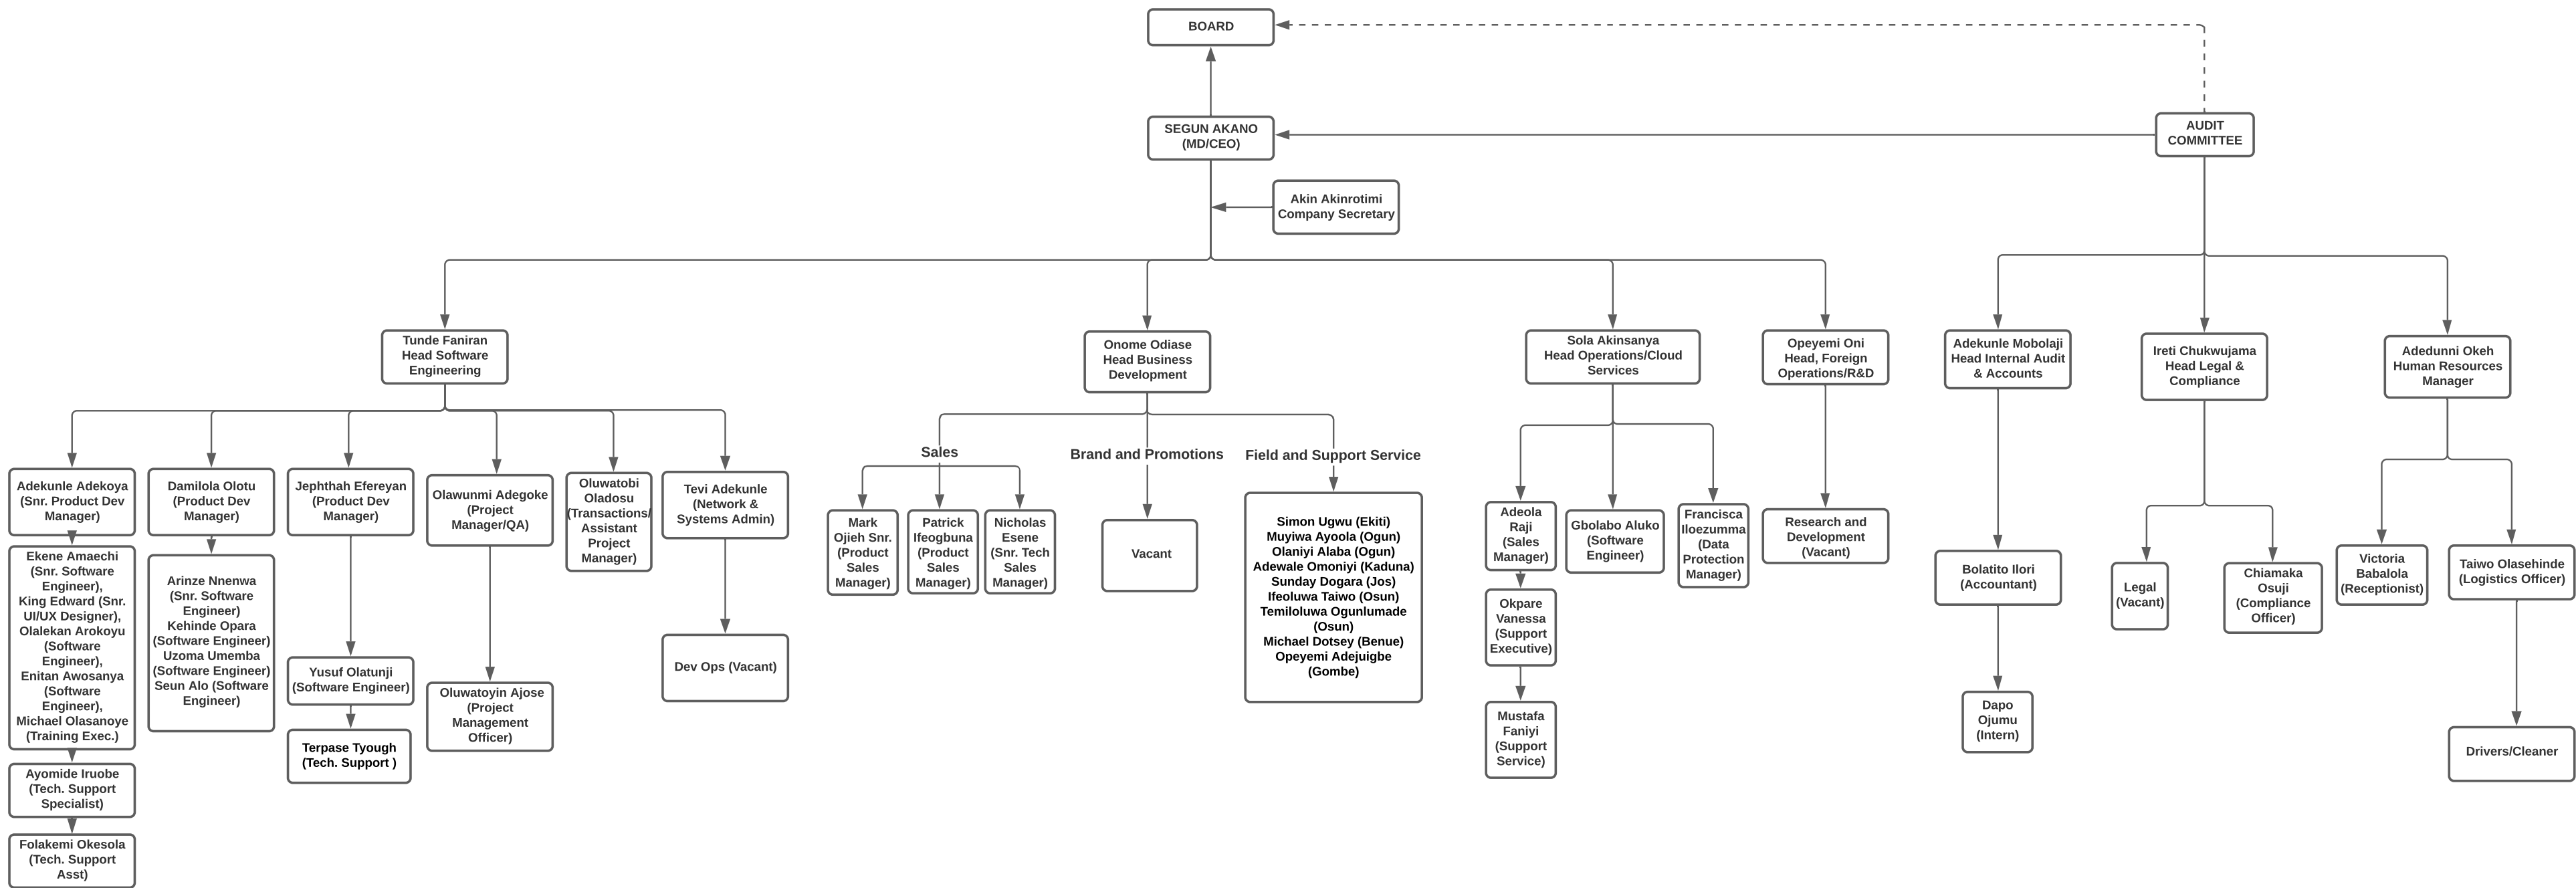 BOARD
SEGUN AKANO
(MD/CEO)
AUDIT
COMMITTEE
Akin Akinrotimi
Company Secretary
Tunde Faniran
Head Software
Engineering
Onome Odiase
Head Business
Development
Sola Akinsanya
Head Operations/Cloud
Services
Opeyemi Oni
Head, Foreign
Operations/R&D
Adekunle Mobolaji
Head Internal Audit
& Accounts
Ireti Chukwujama
Head Legal &
Compliance
Adedunni Okeh
Human Resources
Manager
Adekunle Adekoya
(Snr. Product Dev
Manager)
Damilola Olotu
(Product Dev
Manager)
Jephthah Efereyan
(Product Dev
Manager)
Olawunmi Adegoke
(Project
Manager/QA)
Oluwatobi
Oladosu
(Transactions/
Assistant
Project
Manager)
Tevi Adekunle
(Network &
Systems Admin)
Sales
Brand and Promotions
Field and Support Service
Mark
Ojieh Snr.
(Product
Sales
Manager)
Patrick
Ifeogbuna
(Product
Sales
Manager)
Nicholas
Esene
(Snr. Tech
Sales
Manager)
Vacant
Simon Ugwu (Ekiti)
Muyiwa Ayoola (Ogun)
Olaniyi Alaba (Ogun)
Adewale Omoniyi (Kaduna)
Sunday Dogara (Jos)
Ifeoluwa Taiwo (Osun)
Temiloluwa Ogunlumade
(Osun)
Michael Dotsey (Benue)
Opeyemi Adejuigbe
(Gombe)
Adeola
Raji
(Sales
Manager)
Gbolabo Aluko
(Software
Engineer)
Francisca
Iloezumma
(Data
Protection
Manager)
Research and
Development
(Vacant)
Okpare
Vanessa
(Support
Executive)
Mustafa
Faniyi
(Support
Service)
Bolatito Ilori
(Accountant)
Dapo
Ojumu
(Intern)
Legal
(Vacant)
Chiamaka
Osuji
(Compliance
Officer)
Victoria
Babalola
(Receptionist)
Taiwo Olasehinde
(Logistics Officer)
Drivers/Cleaner
Ekene Amaechi
(Snr. Software
Engineer),
King Edward (Snr.
UI/UX Designer),
Olalekan Arokoyu
(Software
Engineer),
Enitan Awosanya
(Software
Engineer),
Michael Olasanoye
(Training Exec.)
Arinze Nnenwa
(Snr. Software
Engineer)
Kehinde Opara
(Software Engineer)
Uzoma Umemba
(Software Engineer)
Seun Alo (Software
Engineer)
Yusuf Olatunji
(Software Engineer)
Terpase Tyough
(Tech. Support )
Oluwatoyin Ajose
(Project
Management
Officer)
Dev Ops (Vacant)
Ayomide Iruobe
(Tech. Support
Specialist)
Folakemi Okesola
(Tech. Support
Asst)